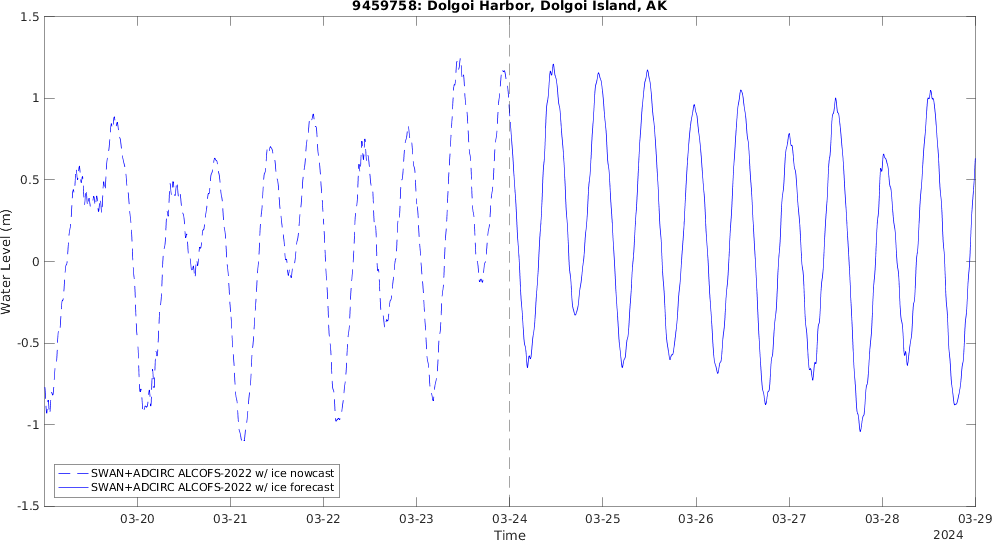 9459758: Dolgoi Harbor, Dolgoi Island, AK
1.5
1
0.5
0
-0.5
-1
-1.5
Water Level (m)
SWAN+ADCIRC ALCOFS-2022 w/ ice nowcast
SWAN+ADCIRC ALCOFS-2022 w/ ice forecast
03-20 03-21 03-22 03-23 03-24 03-25 03-26 03-27 03-28 03-29
Time
2024